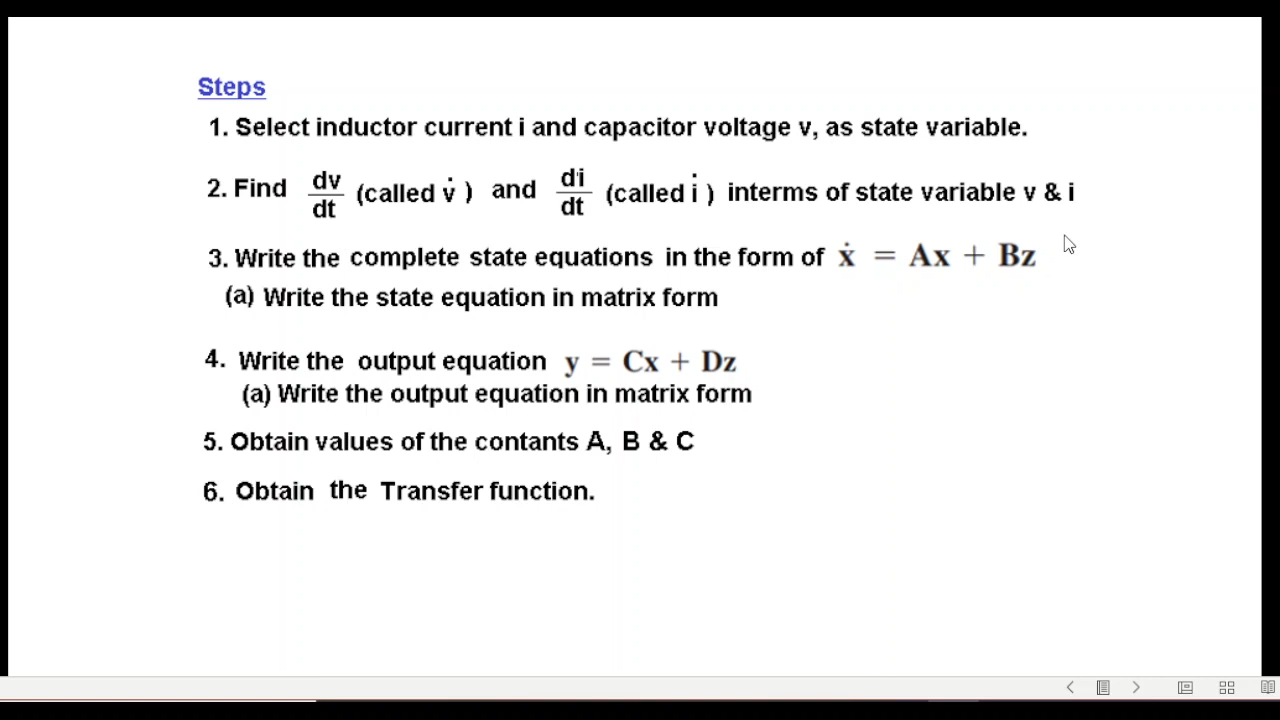 Steps
1. Select inductor current i and capacitor voltage v, as state variable.
2. Find dv/dt (called v̇ ) and di/dt (called i̇ ) interms of state variable v & i
3. Write the complete state equations in the form of ẋ = Ax + Bz
(a) Write the state equation in matrix form
4. Write the output equation y = Cx + Dz
(a) Write the output equation in matrix form
5. Obtain values of the contants A, B & C
6. Obtain the Transfer function.